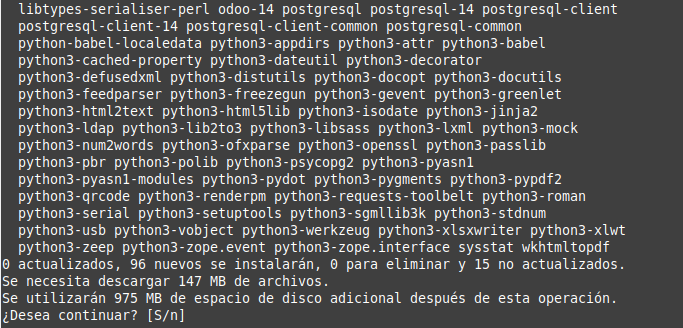 libtypes-serialiser-perl odoo-14 postgresql postgresql-14 postgresql-client
postgresql-client-14 postgresql-client-common postgresql-common
python-babel-localedata python3-appdirs python3-attr python3-babel
python3-cached-property python3-dateutil python3-decorator
python3-defusedxml python3-distutils python3-docopt python3-docutils
python3-feedparser python3-freezegun python3-gevent python3-greenlet
python3-html2text python3-html5lib python3-isodate python3-jinja2
python3-ldap python3-lib2to3 python3-libsass python3-lxml python3-mock
python3-num2words python3-ofxparse python3-openssl python3-passlib
python3-pbr python3-polib python3-psycopg2 python3-pyasn1
python3-pyasn1-modules python3-pydot python3-pygments python3-pypdf2
python3-qrcode python3-renderpm python3-requests-toolbelt python3-roman
python3-serial python3-setuptools python3-sgmllib3k python3-stdnum
python3-usb python3-vobject python3-werkzeug python3-xlsxwriter python3-xlwt
python3-zeep python3-zope.event python3-zope.interface sysstat wkhtmltopdf
0 actualizados, 96 nuevos se instalarán, 0 para eliminar y 15 no actualizados.
Se necesita descargar 147 MB de archivos.
Se utilizarán 975 MB de espacio de disco adicional después de esta operación.
¿Desea continuar? [S/n]